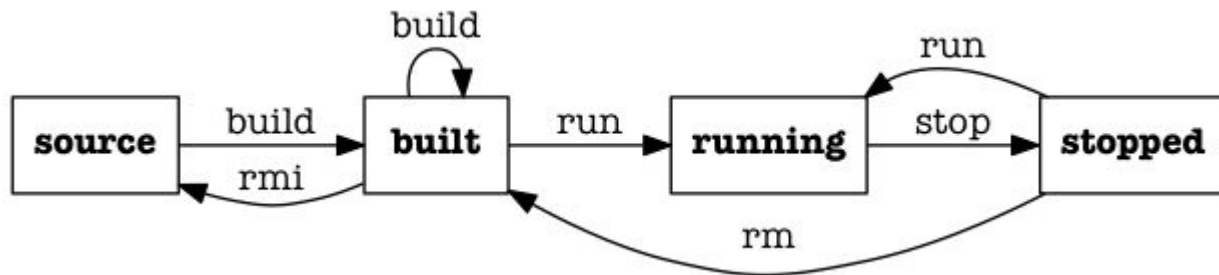 build
run
source
build
built
run
running
stop
stopped
rmi
rm